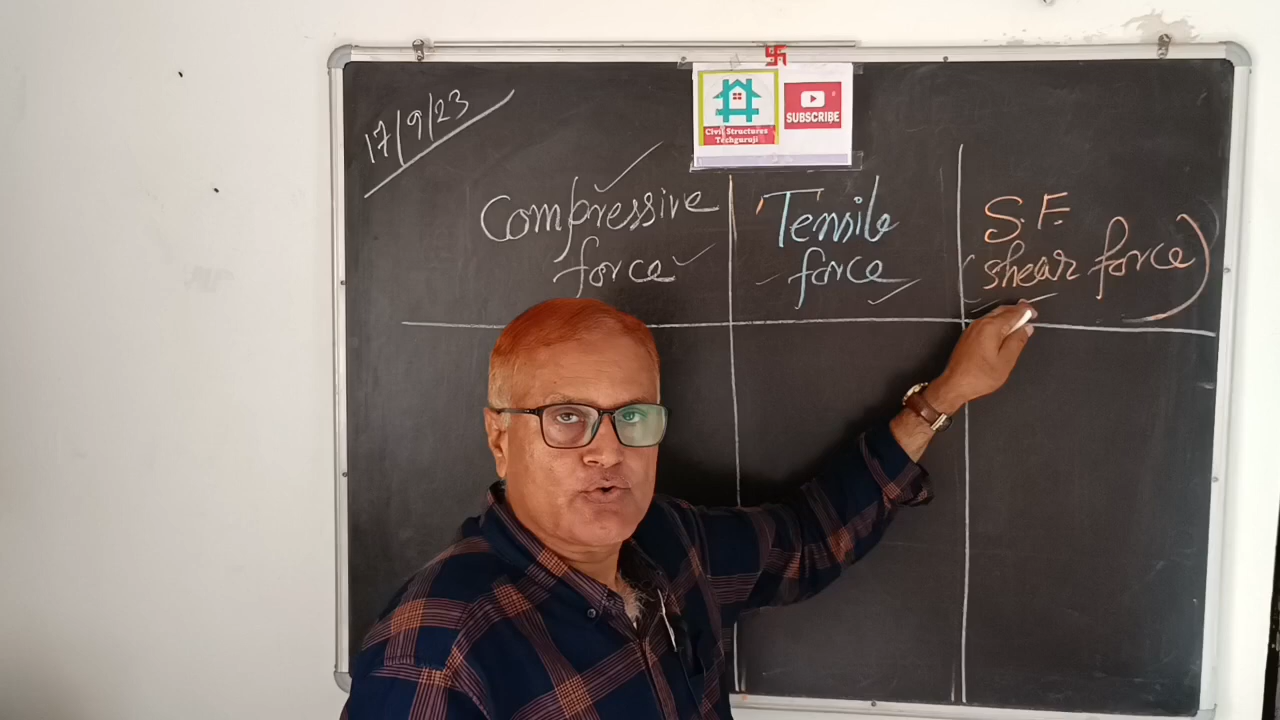 17/9/23
Civil Structures
Techguruji
SUBSCRIBE
Compressive
force
Tensile
force
S.F.
(shear force)